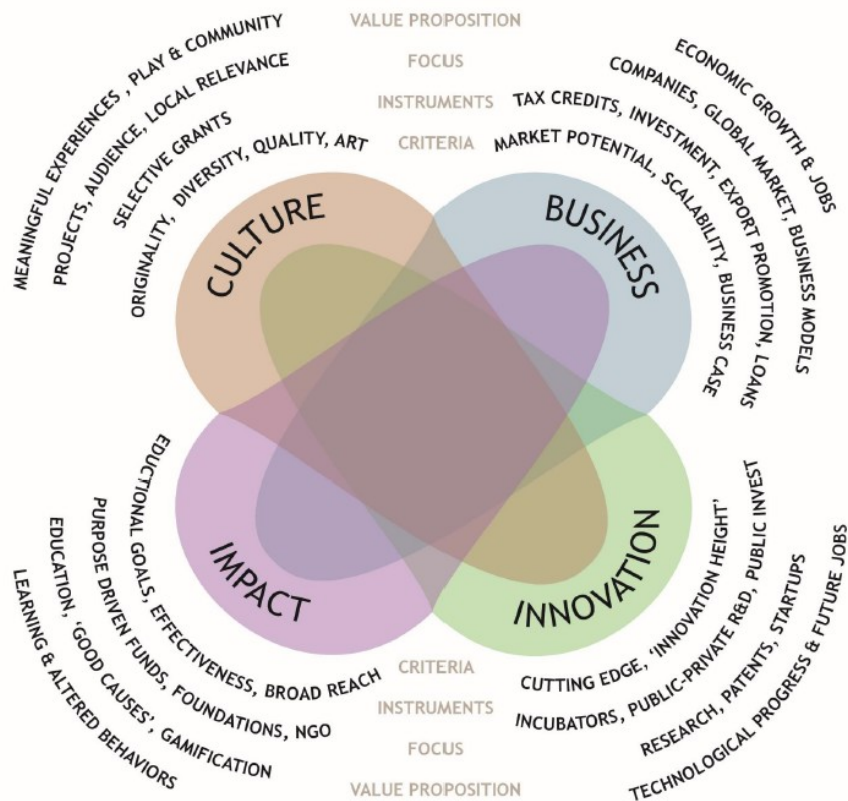 VALUE PROPOSITION
FOCUS
INSTRUMENTS
CRITERIA
MEANINGFUL EXPERIENCES , PLAY & COMMUNITY
PROJECTS, AUDIENCE, LOCAL RELEVANCE
SELECTIVE GRANTS
ORIGINALITY, DIVERSITY, QUALITY, ART
CULTURE
ECONOMIC GROWTH & JOBS
COMPANIES, GLOBAL MARKET, BUSINESS MODELS
TAX CREDITS, INVESTMENT, EXPORT PROMOTION, LOANS
MARKET POTENTIAL, SCALABILITY, BUSINESS CASE
BUSINESS
IMPACT
EDUCTIONAL GOALS, EFFECTIVENESS, BROAD REACH
PURPOSE DRIVEN FUNDS, FOUNDATIONS, NGO
EDUCATION, ‘GOOD CAUSES’, GAMIFICATION
LEARNING & ALTERED BEHAVIORS
INNOVATION
CUTTING EDGE, ‘INNOVATION HEIGHT’
INCUBATORS, PUBLIC-PRIVATE R&D, PUBLIC INVEST
RESEARCH, PATENTS, STARTUPS
TECHNOLOGICAL PROGRESS & FUTURE JOBS
CRITERIA
INSTRUMENTS
FOCUS
VALUE PROPOSITION